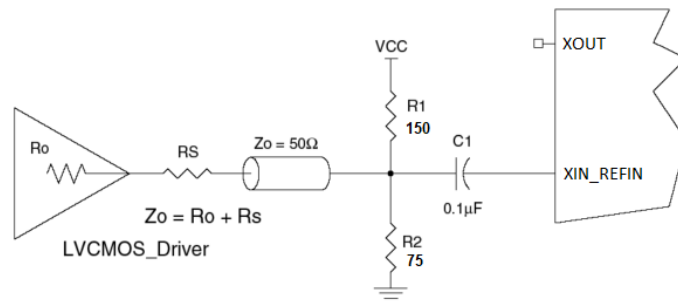 VCC
XOUT
R1
150
C1
Ro
RS
Zo = 50Ω
XIN_REFIN
0.1µF
Zo = Ro + Rs
R2
75
LVCMOS_Driver